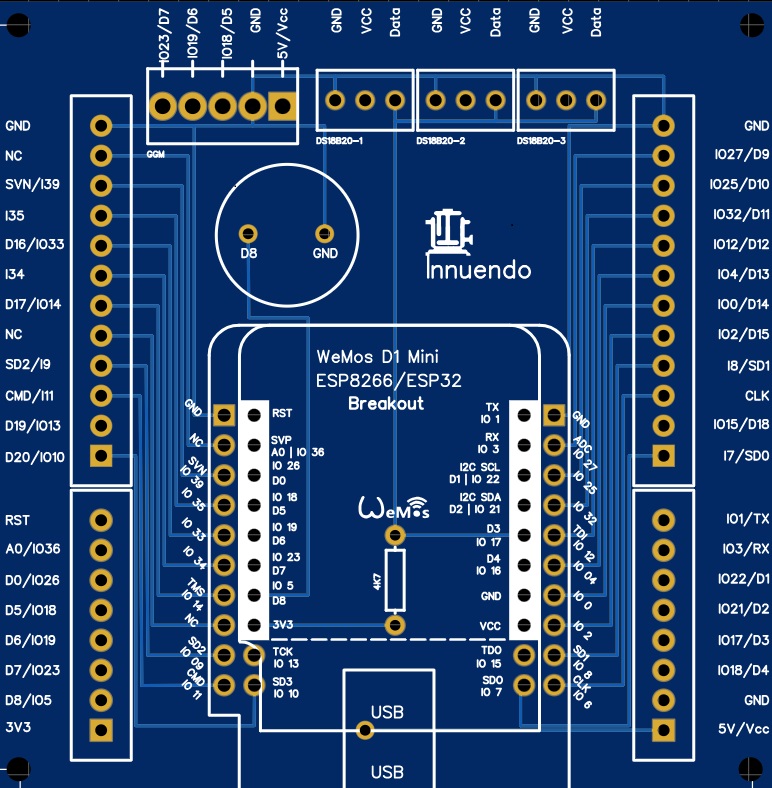 IO23/D7
IO19/D6
IO18/D5
GND
5V/Vcc
GND
VCC
Data
GND
VCC
Data
GND
VCC
Data
GGM
DS18B20-1
DS18B20-2
DS18B20-3
GND
NC
SVN/I39
I35
D16/IO33
I34
D17/IO14
NC
SD2/I9
CMD/I11
D19/IO13
D20/IO10
RST
A0/IO36
D0/IO26
D5/IO18
D6/IO19
D7/IO23
D8/IO5
3V3
D8
GND
Innuendo
WeMos D1 Mini
ESP8266/ESP32
Breakout
GND
NC
SVN
IO 39
IO 35
IO 33
IO 34
TMS
IO 14
NC
SD2
IO 09
CMD
IO 11
RST
SVP
A0 | IO 36
IO 26
D0
IO 18
D5
IO 19
D6
IO 23
D7
IO 5
D8
3V3
TCK
IO 13
SD3
IO 10
WeMos
4K7
TX
IO 1
RX
IO 3
I2C SCL
D1 | IO 22
I2C SDA
D2 | IO 21
D3
IO 17
D4
IO 16
GND
VCC
TDO
IO 15
SD0
IO 7
GND
ADC
IO 27
IO 25
IO 32
TDI
IO 12
IO 04
IO 0
IO 2
SD1
IO 8
CLK
IO 6
USB
USB
GND
IO27/D9
IO25/D10
IO32/D11
IO12/D12
IO4/D13
IO0/D14
IO2/D15
I8/SD1
CLK
IO15/D18
I7/SD0
IO1/TX
IO3/RX
IO22/D1
IO21/D2
IO17/D3
IO18/D4
GND
5V/Vcc